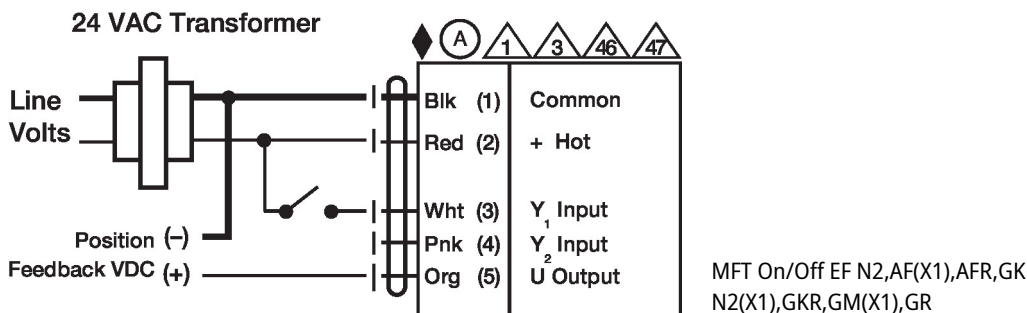 24 VAC Transformer
A 1 3 46 47
Line
Volts
Blk (1) Common
Red (2) + Hot
Wht (3) Y1 Input
Pnk (4) Y2 Input
Org (5) U Output
Position (−)
Feedback VDC (+)
MFT On/Off EF N2,AF(X1),AFR,GK
N2(X1),GKR,GM(X1),GR